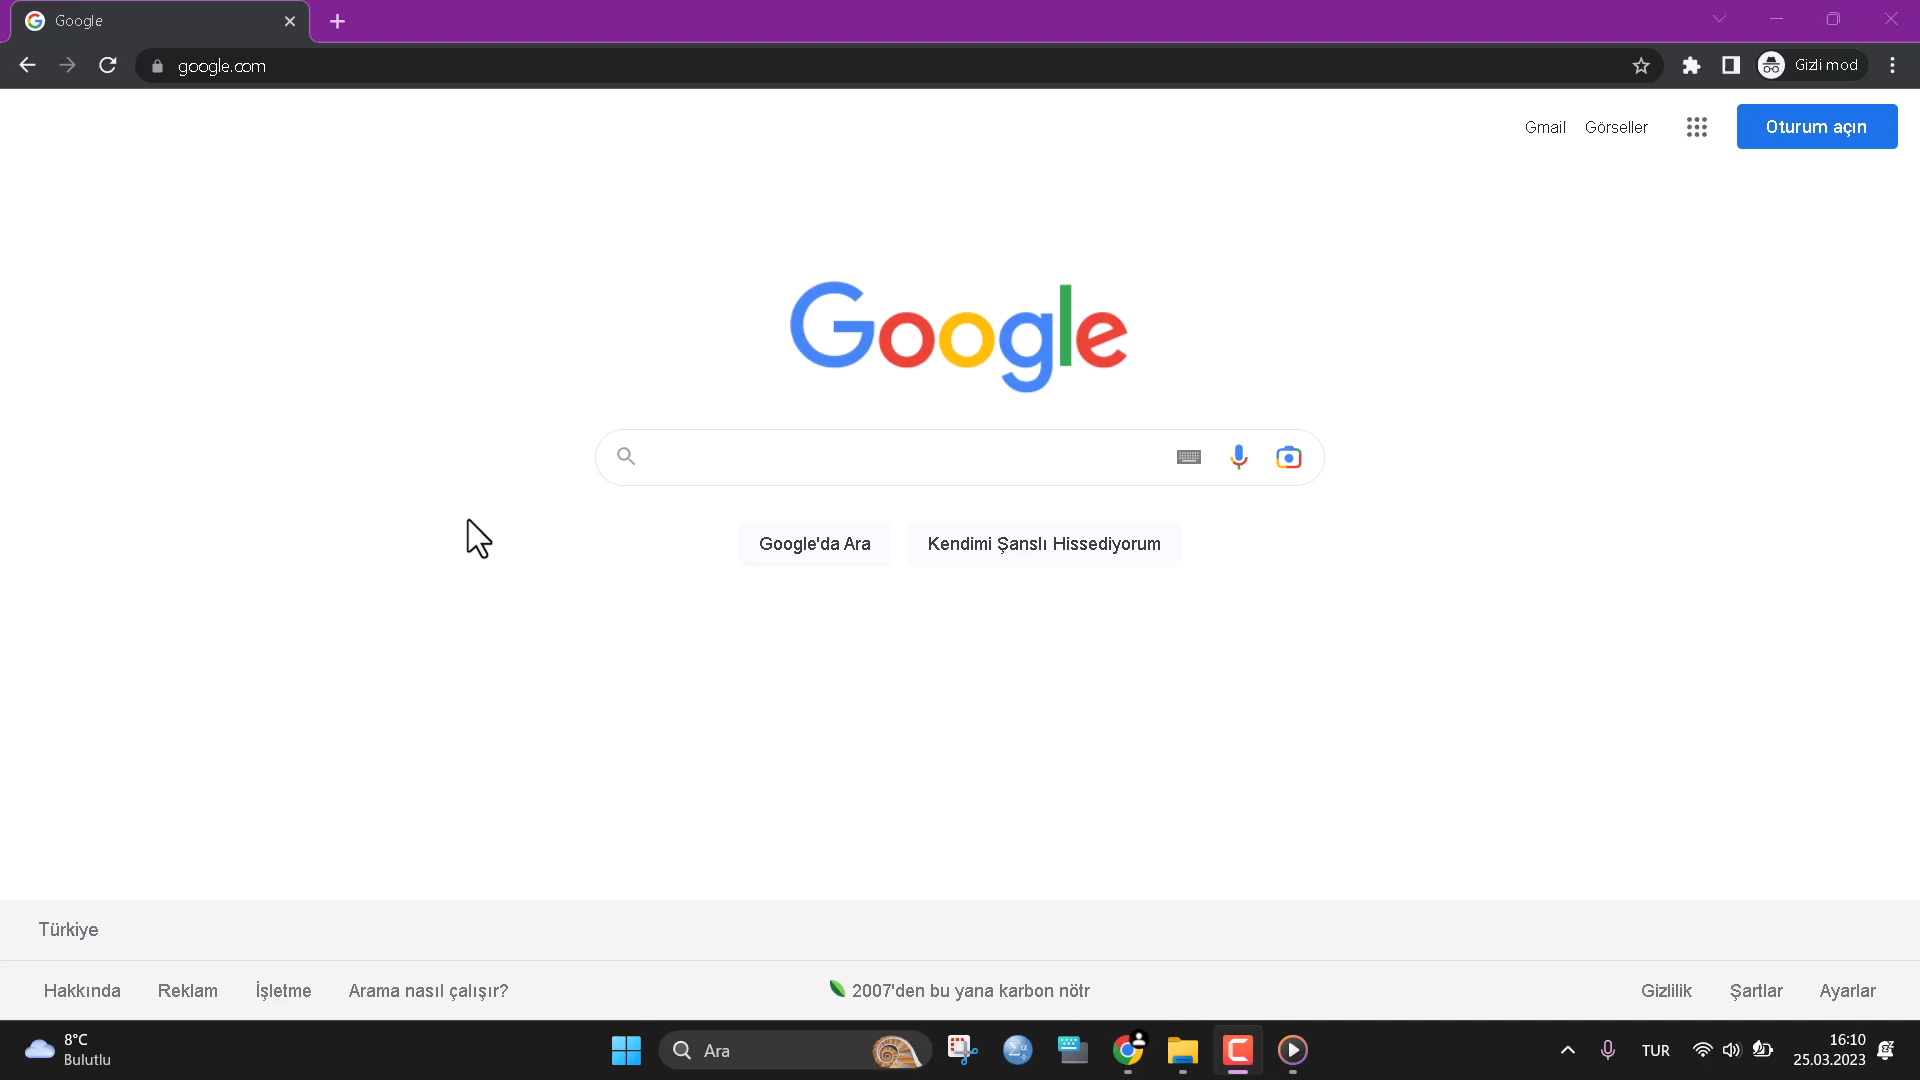 Google
google.com
Gizli mod
Gmail Görseller Oturum açın
Google
Google'da Ara Kendimi Şanslı Hissediyorum
Türkiye
Hakkında Reklam İşletme Arama nasıl çalışır? 2007'den bu yana karbon nötr Gizlilik Şartlar Ayarlar
8°C
Bulutlu
Ara
TUR
16:10
25.03.2023